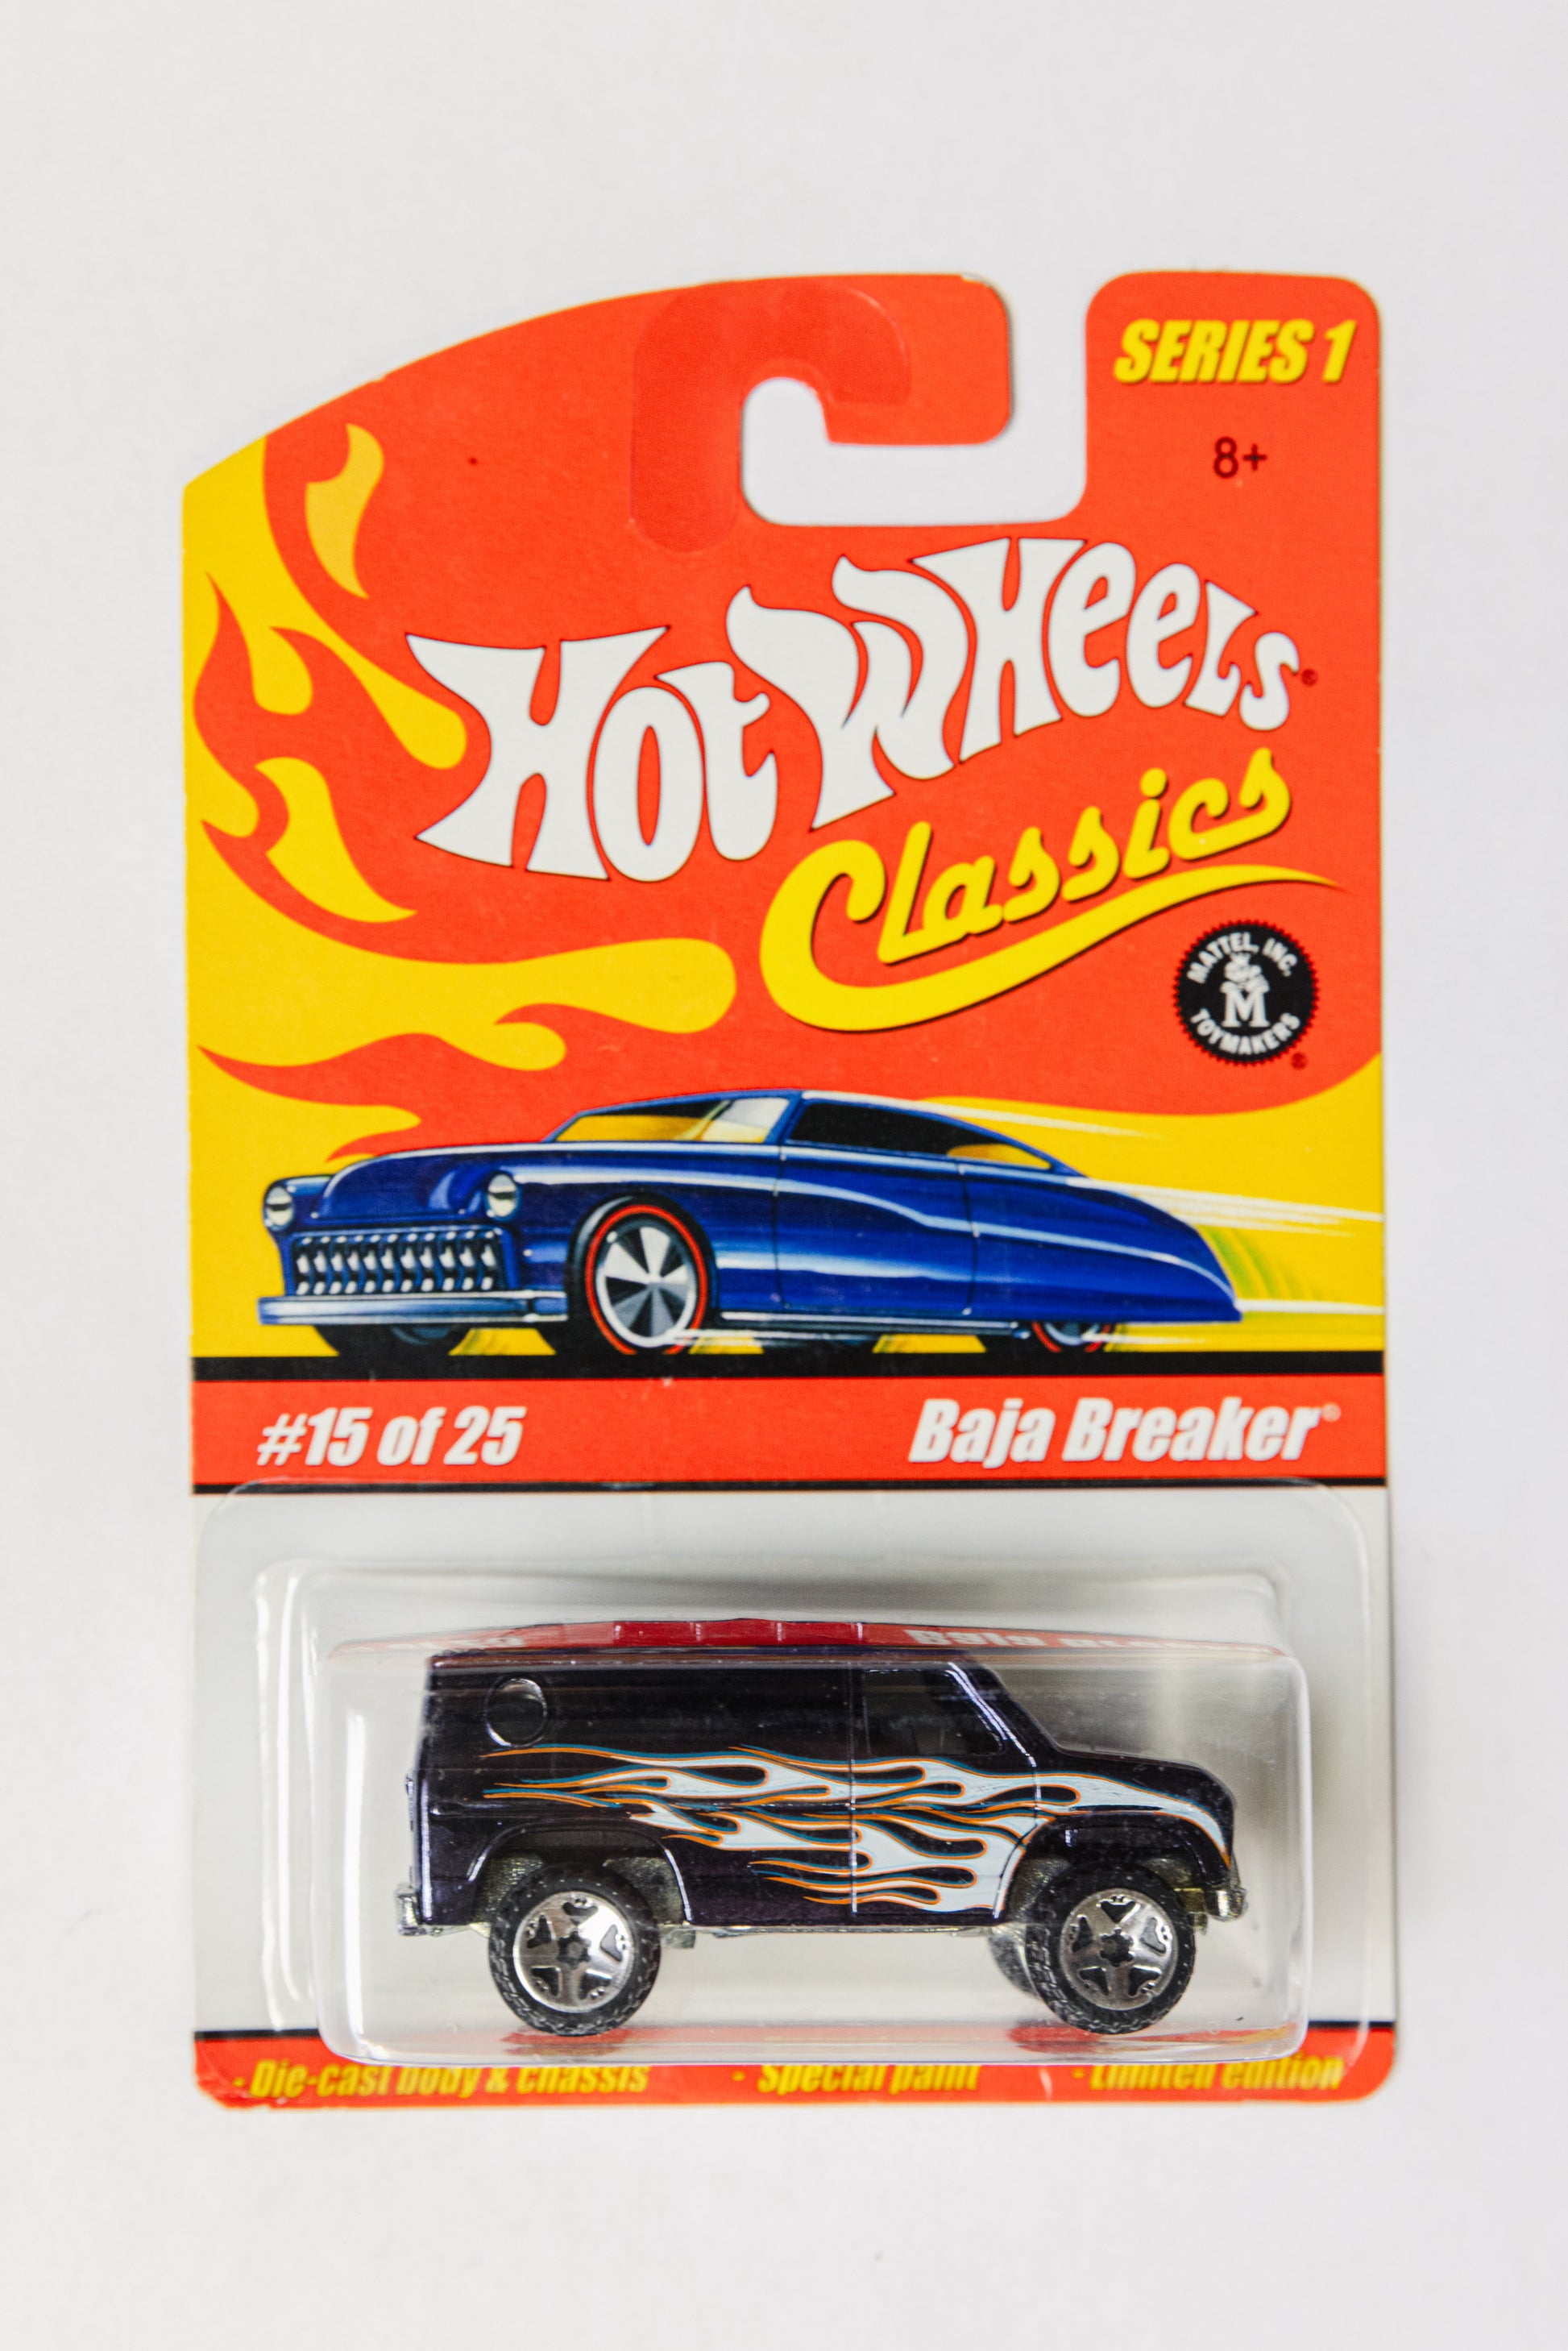 SERIES 1
8+
Hot Wheels®
Classics
MATTEL, INC.
M
TOYMAKERS®
#15 of 25
Baja Breaker®
- Die-cast body & chassis - Special paint - Limited edition